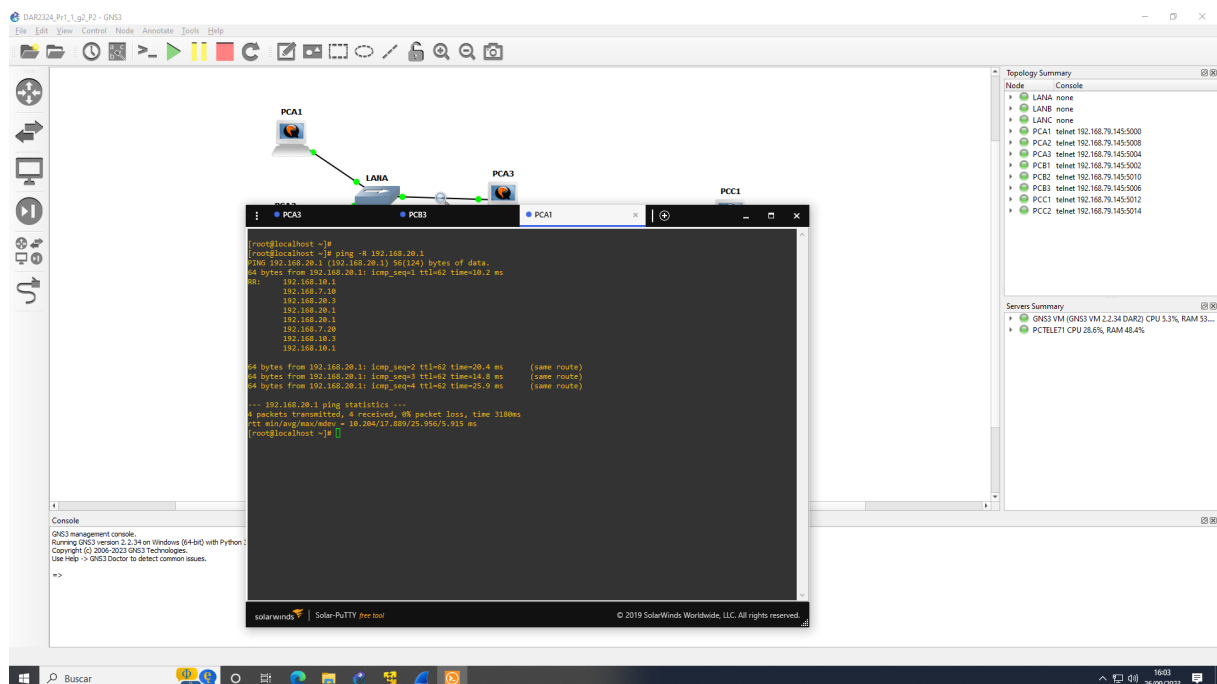 DAR2324_Pr1_1_g2_P2 - GNS3
File Edit View Control Node Annotate Tools Help
PCA1
LANA
PCA3
PCC1
PCA3
PCB3
PCA1
[root@localhost ~]#
[root@localhost ~]# ping -R 192.168.20.1
PING 192.168.20.1 (192.168.20.1) 56(124) bytes of data.
64 bytes from 192.168.20.1: icmp_seq=1 ttl=62 time=10.2 ms
RR: 192.168.10.1
192.168.7.10
192.168.20.3
192.168.20.1
192.168.20.1
192.168.7.20
192.168.10.3
192.168.10.1
64 bytes from 192.168.20.1: icmp_seq=2 ttl=62 time=20.4 ms (same route)
64 bytes from 192.168.20.1: icmp_seq=3 ttl=62 time=14.8 ms (same route)
64 bytes from 192.168.20.1: icmp_seq=4 ttl=62 time=25.9 ms (same route)
--- 192.168.20.1 ping statistics ---
4 packets transmitted, 4 received, 0% packet loss, time 3180ms
rtt min/avg/max/mdev = 10.204/17.889/25.956/5.915 ms
[root@localhost ~]#
solarwinds Solar-PuTTY free tool
© 2019 SolarWinds Worldwide, LLC. All rights reserved.
Topology Summary
Node Console
LANA none
LANB none
LANC none
PCA1 telnet 192.168.79.145:5000
PCA2 telnet 192.168.79.145:5008
PCA3 telnet 192.168.79.145:5004
PCB1 telnet 192.168.79.145:5002
PCB2 telnet 192.168.79.145:5010
PCB3 telnet 192.168.79.145:5006
PCC1 telnet 192.168.79.145:5012
PCC2 telnet 192.168.79.145:5014
Servers Summary
GNS3 VM (GNS3 VM 2.2.34 DAR2) CPU 5.3%, RAM 53....
PCTELE71 CPU 28.6%, RAM 48.4%
Console
GNS3 management console.
Running GNS3 version 2.2.34 on Windows (64-bit) with Python
Copyright (c) 2006-2023 GNS3 Technologies.
Use Help -> GNS3 Doctor to detect common issues.
=>
Buscar
16:03